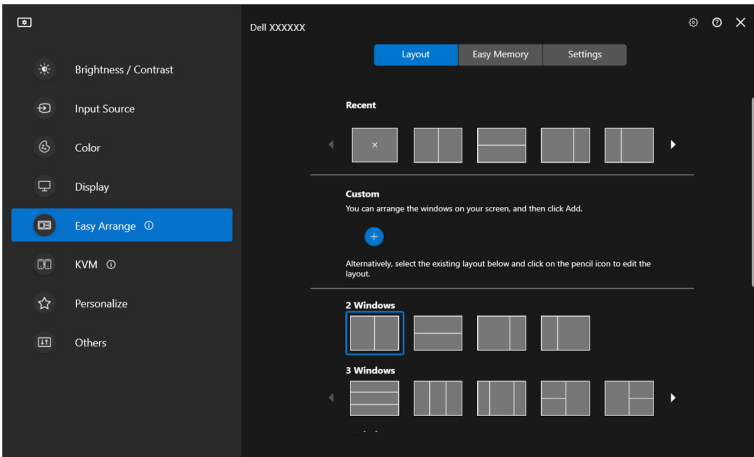 Dell XXXXXX
Layout
Easy Memory
Settings
Brightness / Contrast
Input Source
Color
Display
Easy Arrange
KVM
Personalize
Others
Recent
Custom
You can arrange the windows on your screen, and then click Add.
Alternatively, select the existing layout below and click on the pencil icon to edit the
layout.
2 Windows
3 Windows